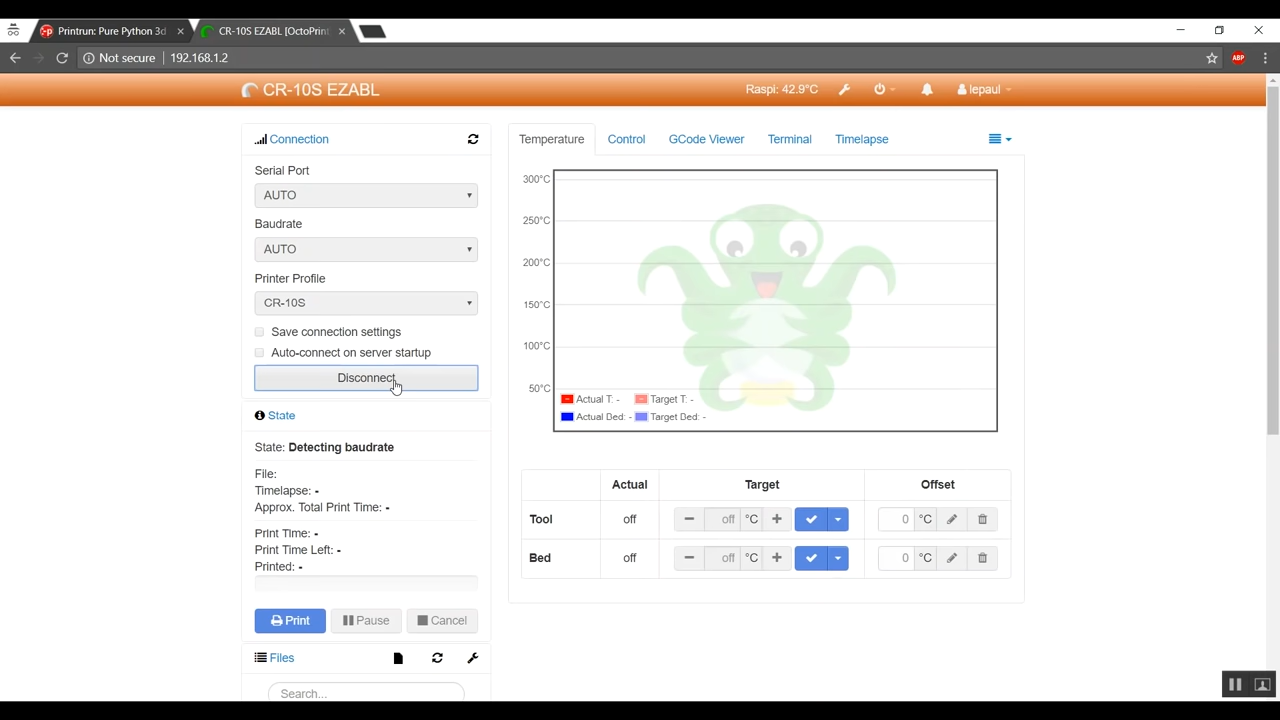 Printrun: Pure Python 3d
CR-10S EZABL [OctoPrint
Not secure | 192.168.1.2
ABP
CR-10S EZABL
Raspi: 42.9°C
lepaul
Connection
Serial Port
AUTO
Baudrate
AUTO
Printer Profile
CR-10S
Save connection settings
Auto-connect on server startup
Disconnect
State
State: Detecting baudrate
File:
Timelapse: -
Approx. Total Print Time: -
Print Time: -
Print Time Left: -
Printed: -
Print Pause Cancel
Files
Search...
Temperature Control GCode Viewer Terminal Timelapse
300°C
250°C
200°C
150°C
100°C
50°C
Actual T: - Target T: -
Actual Bed: - Target Bed: -
Actual Target Offset
Tool off off °C 0 °C
Bed off off °C 0 °C